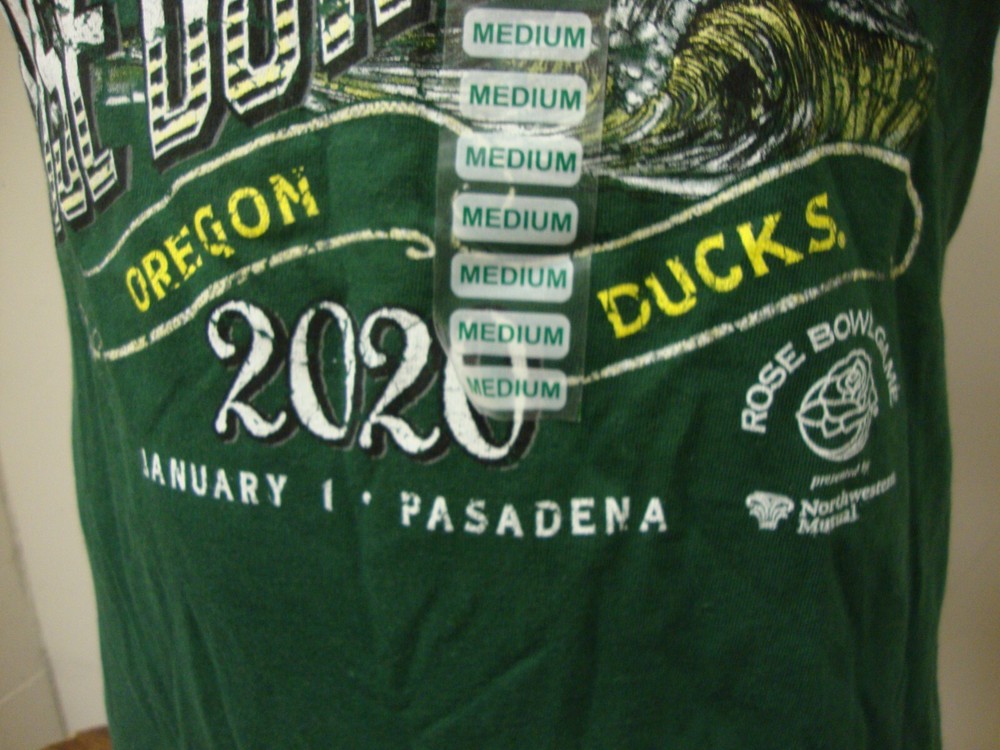 MEDIUM
MEDIUM
MEDIUM
MEDIUM
MEDIUM
MEDIUM
MEDIUM
OREGON DUCKS
2020
JANUARY 1 • PASADENA
ROSE BOWL GAME
presented by
Northwestern
Mutual